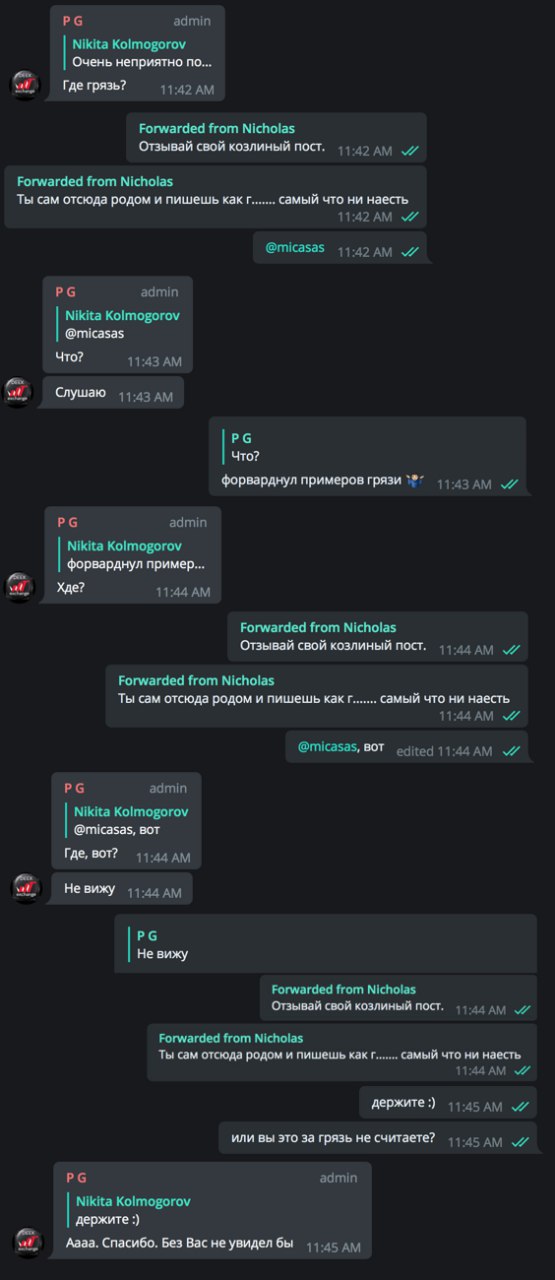 P G admin
Nikita Kolmogorov
Очень неприятно по...
Где грязь? 11:42 AM
Forwarded from Nicholas
Отзывай свой козлиный пост. 11:42 AM
Forwarded from Nicholas
Ты сам отсюда родом и пишешь как г....... самый что ни наесть
11:42 AM
@micasas 11:42 AM
P G admin
Nikita Kolmogorov
@micasas
Что? 11:43 AM
Слушаю 11:43 AM
P G
Что?
форварднул примеров грязи 🤷‍♂️ 11:43 AM
P G admin
Nikita Kolmogorov
форварднул пример...
Хде? 11:44 AM
Forwarded from Nicholas
Отзывай свой козлиный пост. 11:44 AM
Forwarded from Nicholas
Ты сам отсюда родом и пишешь как г....... самый что ни наесть
11:44 AM
@micasas, вот edited 11:44 AM
P G admin
Nikita Kolmogorov
@micasas, вот
Где, вот? 11:44 AM
Не вижу 11:44 AM
P G
Не вижу
Forwarded from Nicholas
Отзывай свой козлиный пост. 11:44 AM
Forwarded from Nicholas
Ты сам отсюда родом и пишешь как г....... самый что ни наесть
11:44 AM
держите :) 11:45 AM
или вы это за грязь не считаете? 11:45 AM
P G admin
Nikita Kolmogorov
держите :)
Аааа. Спасибо. Без Вас не увидел бы 11:45 AM